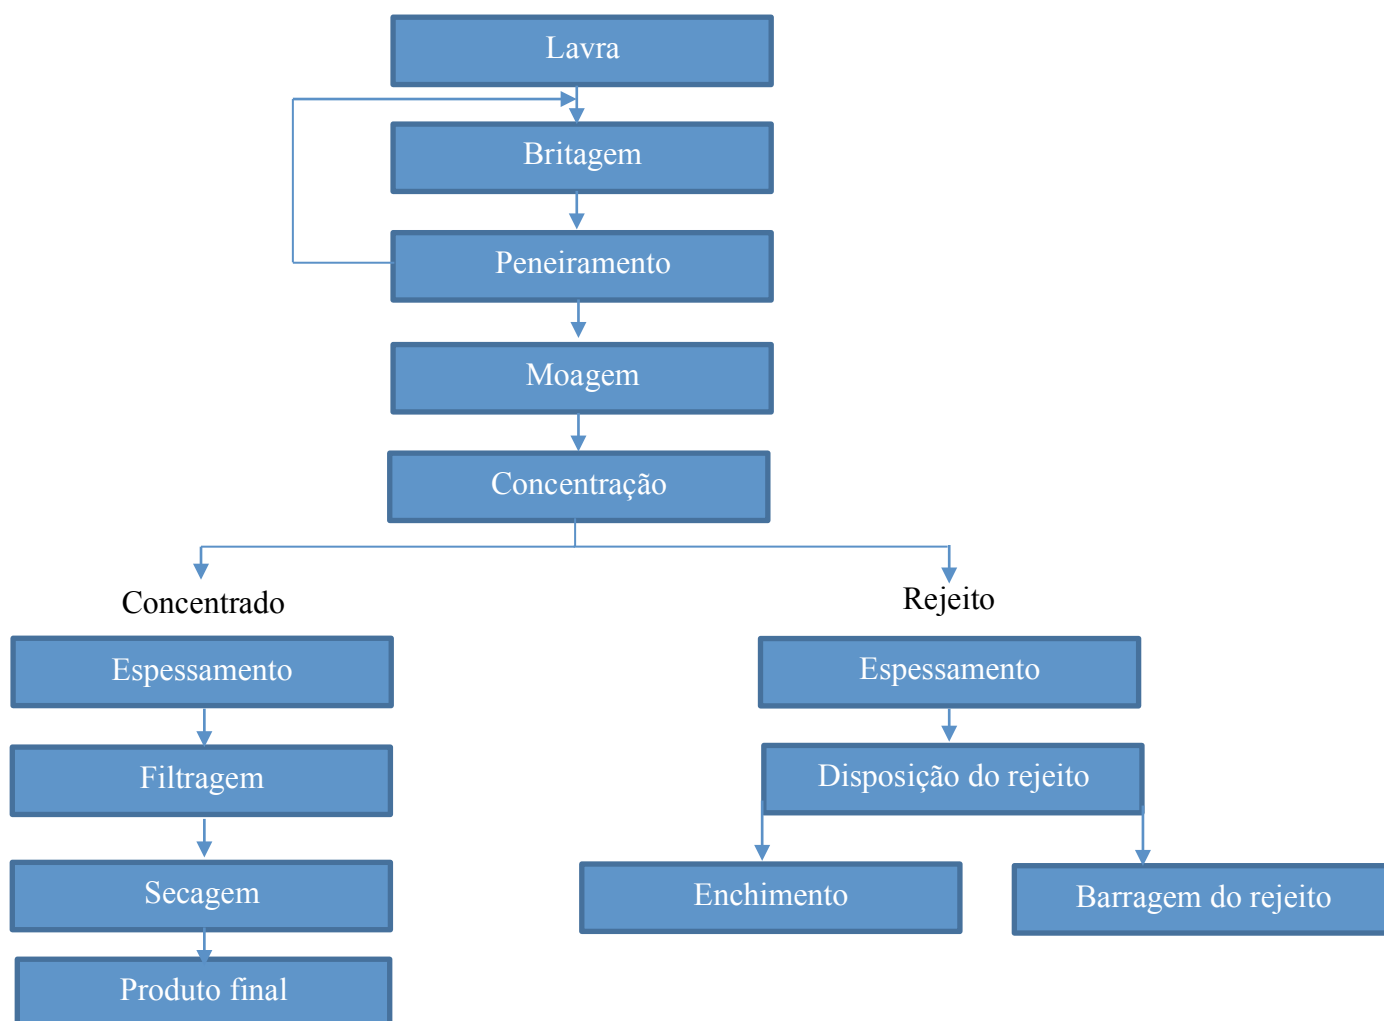 Lavra
Britagem
Peneiramento
Moagem
Concentração
Concentrado
Rejeito
Espessamento
Espessamento
Filtragem
Disposição do rejeito
Secagem
Enchimento
Barragem do rejeito
Produto final